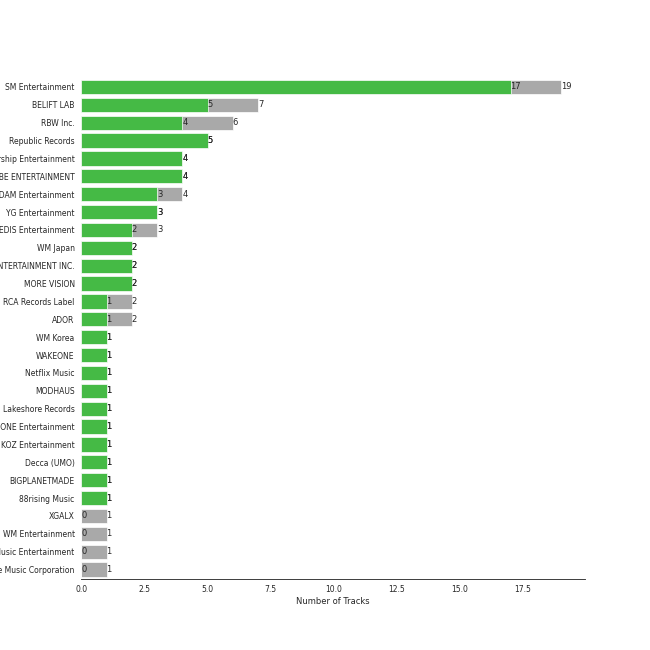 SM Entertainment 17 19
BELIFT LAB 5 7
RBW Inc. 4 6
Republic Records 5
rship Entertainment 4
BE ENTERTAINMENT 4
DAM Entertainment 3 4
YG Entertainment 3
EDIS Entertainment 2 3
WM Japan 2
NTERTAINMENT INC. 2
MORE VISION 2
RCA Records Label 1 2
ADOR 1 2
WM Korea 1
WAKEONE 1
Netflix Music 1
MODHAUS 1
Lakeshore Records 1
ONE Entertainment 1
KOZ Entertainment 1
Decca (UMO) 1
BIGPLANETMADE 1
88rising Music 1
XGALX 0 1
WM Entertainment 0 1
usic Entertainment 0 1
e Music Corporation 0 1
0.0 2.5 5.0 7.5 10.0 12.5 15.0 17.5
Number of Tracks